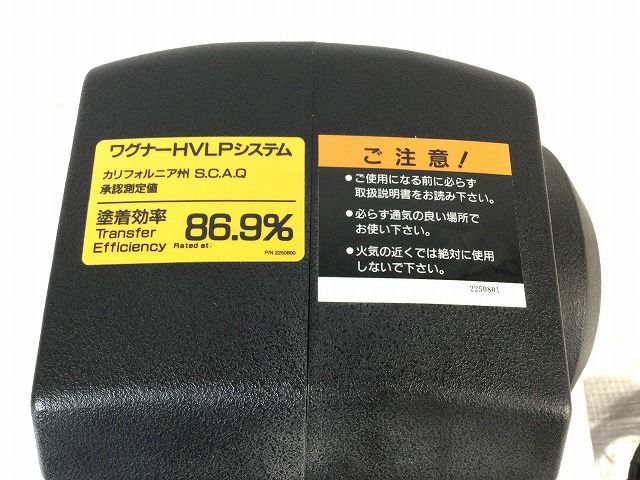 ワグナーHVLPシステム
カリフォルニア州 S.C.A.Q
承認測定値
塗着効率
Transfer
Efficiency Rated at:
86.9%
P/N 2250800
ご注意!
●ご使用になる前に必らず
取扱説明書をお読み下さい。
●必らず通気の良い場所で
お使い下さい。
●火気の近くでは絶対に使用
しないで下さい。
2250801